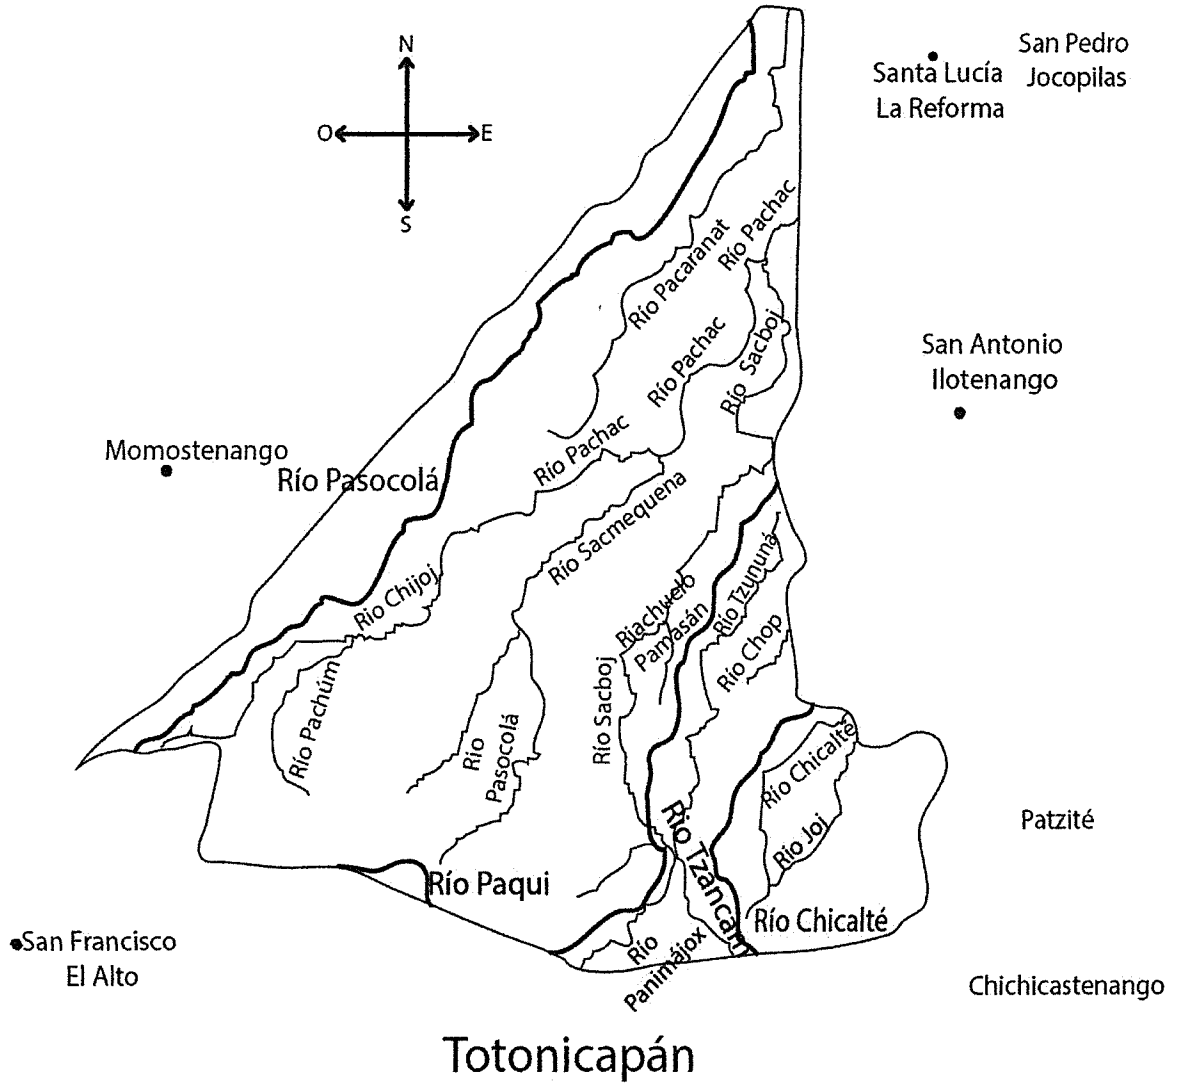 N
O
E
S
San Pedro
Jocopilas
Santa Lucía
La Reforma
Río Pachac
Río Pacaranat
Río Pachac
Río Sacboj
San Antonio
Ilotenango
Momostenango
Río Pasocolá
Río Pachac
Río Sacmequena
Rio Chijoj
Riachuelo
Pamasán
Río Tzununá
Río Chop
Río Pachúm
Río
Pasocolá
Río Sacboj
Río Chicalté
Río Joj
Río Tzancam
Río Paqui
Río Chicalté
Río
Panimájox
Patzité
San Francisco
El Alto
Chichicastenango
Totonicapán